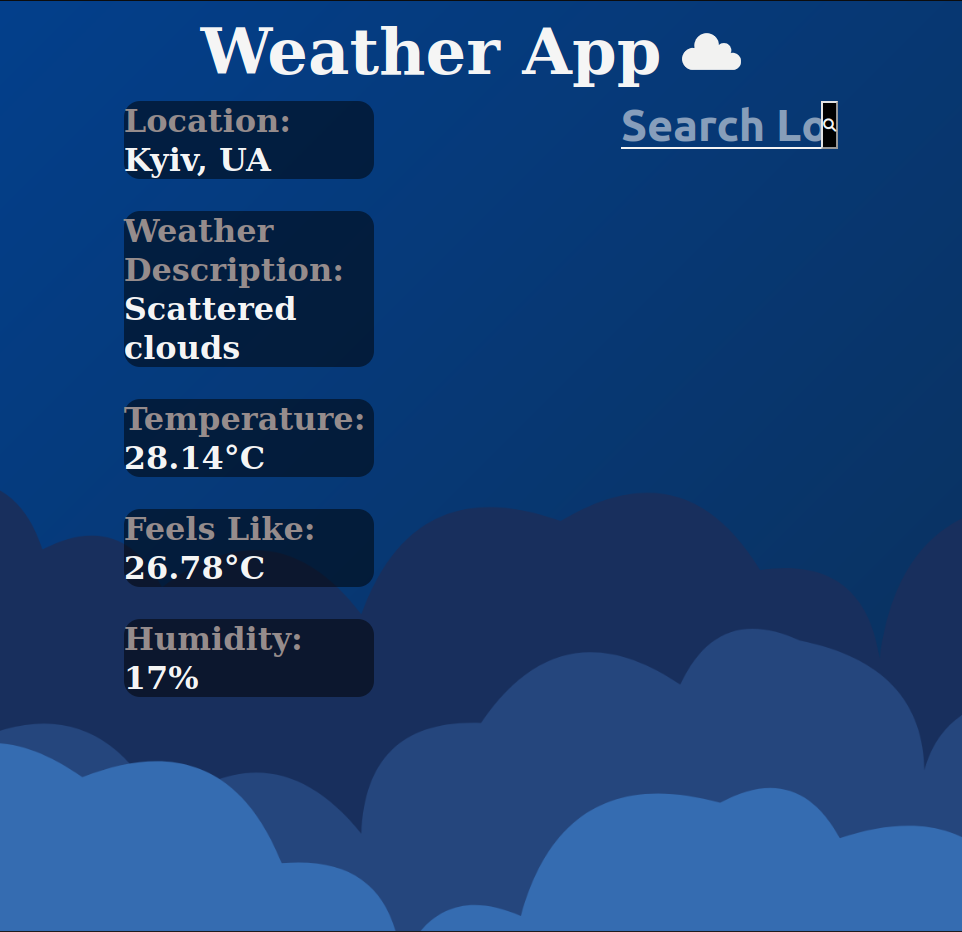 Weather App
Location:
Kyiv, UA
Search Lo
Weather
Description:
Scattered
clouds
Temperature:
28.14°C
Feels Like:
26.78°C
Humidity:
17%